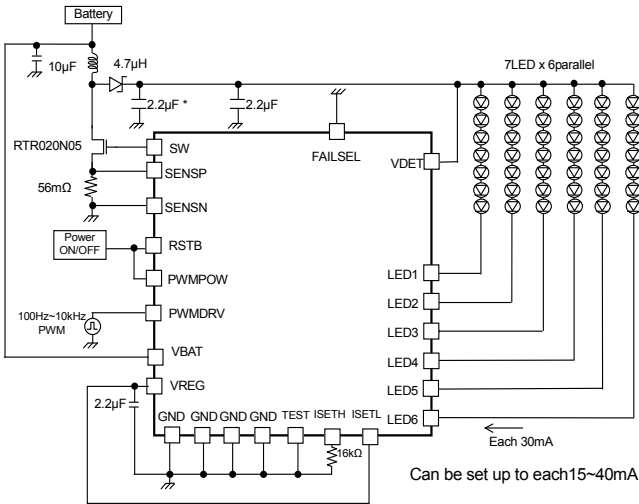 Battery
10µF
4.7µH
7LED x 6parallel
2.2µF *
2.2µF
RTR020N05
SW
FAILSEL
SENSP
VDET
56mΩ
SENSN
Power
ON/OFF
RSTB
PWMPOW
LED1
LED2
100Hz~10kHz
PWM
PWMDRV
LED3
VBAT
LED4
VREG
LED5
2.2µF
GND GND GND GND TEST ISETH ISETL
LED6
16kΩ
Each 30mA
Can be set up to each15~40mA